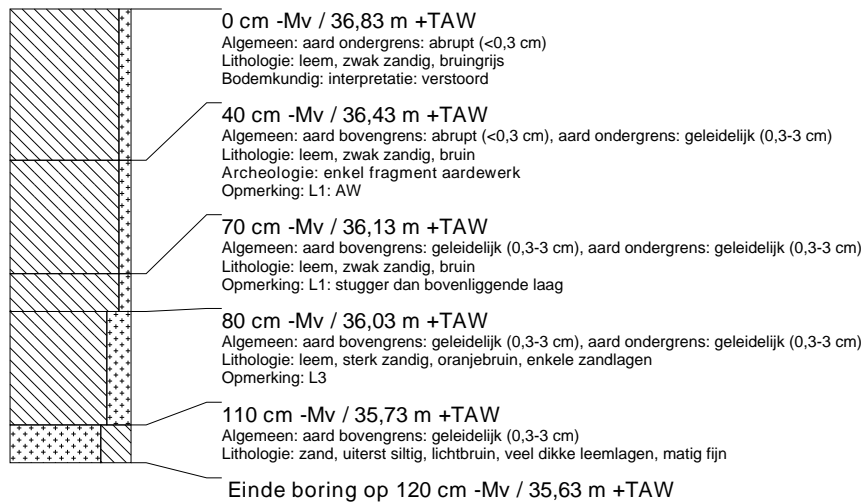 0 cm -Mv / 36,83 m +TAW
Algemeen: aard ondergrens: abrupt (<0,3 cm)
Lithologie: leem, zwak zandig, bruingrijs
Bodemkundig: interpretatie: verstoord
40 cm -Mv / 36,43 m +TAW
Algemeen: aard bovengrens: abrupt (<0,3 cm), aard ondergrens: geleidelijk (0,3-3 cm)
Lithologie: leem, zwak zandig, bruin
Archeologie: enkel fragment aardewerk
Opmerking: L1: AW
70 cm -Mv / 36,13 m +TAW
Algemeen: aard bovengrens: geleidelijk (0,3-3 cm), aard ondergrens: geleidelijk (0,3-3 cm)
Lithologie: leem, zwak zandig, bruin
Opmerking: L1: stugger dan bovenliggende laag
80 cm -Mv / 36,03 m +TAW
Algemeen: aard bovengrens: geleidelijk (0,3-3 cm), aard ondergrens: geleidelijk (0,3-3 cm)
Lithologie: leem, sterk zandig, oranjebruin, enkele zandlagen
Opmerking: L3
110 cm -Mv / 35,73 m +TAW
Algemeen: aard bovengrens: geleidelijk (0,3-3 cm)
Lithologie: zand, uiterst siltig, lichtbruin, veel dikke leemlagen, matig fijn
Einde boring op 120 cm -Mv / 35,63 m +TAW